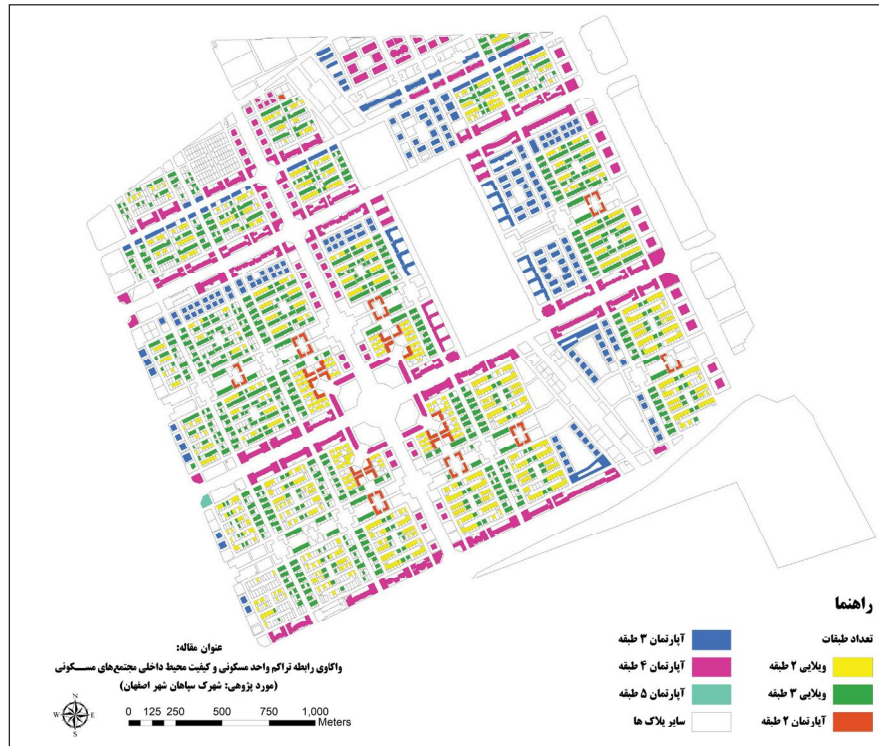 راهنما
تعداد طبقات
ویلایی ۲ طبقه
ویلایی ۳ طبقه
آپارتمان ۲ طبقه
آپارتمان ۳ طبقه
آپارتمان ۴ طبقه
آپارتمان ۵ طبقه
سایر پلاک ها
عنوان مقاله:
واکاوی رابطه تراکم واحد مسکونی و کیفیت محیط داخلی مجتمع‌های مســکونی
(مورد پژوهی: شهرک سپاهان شهر اصفهان)
N
W E
S
0 125 250 500 750 1,000
Meters